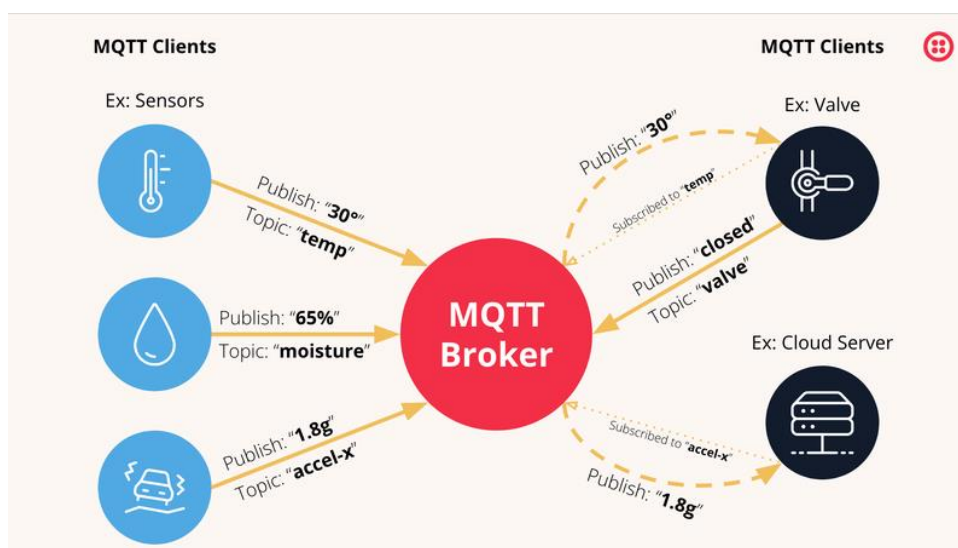 MQTT Clients
MQTT Clients
Ex: Sensors
Ex: Valve
Publish: “30°”
Topic: “temp”
Publish: “30°”
Subscribed to “temp”
Publish: “closed”
Topic: “valve”
Publish: “65%”
Topic: “moisture”
MQTT
Broker
Ex: Cloud Server
Publish: “1.8g”
Topic: “accel-x”
Subscribed to “accel-x”
Publish: “1.8g”